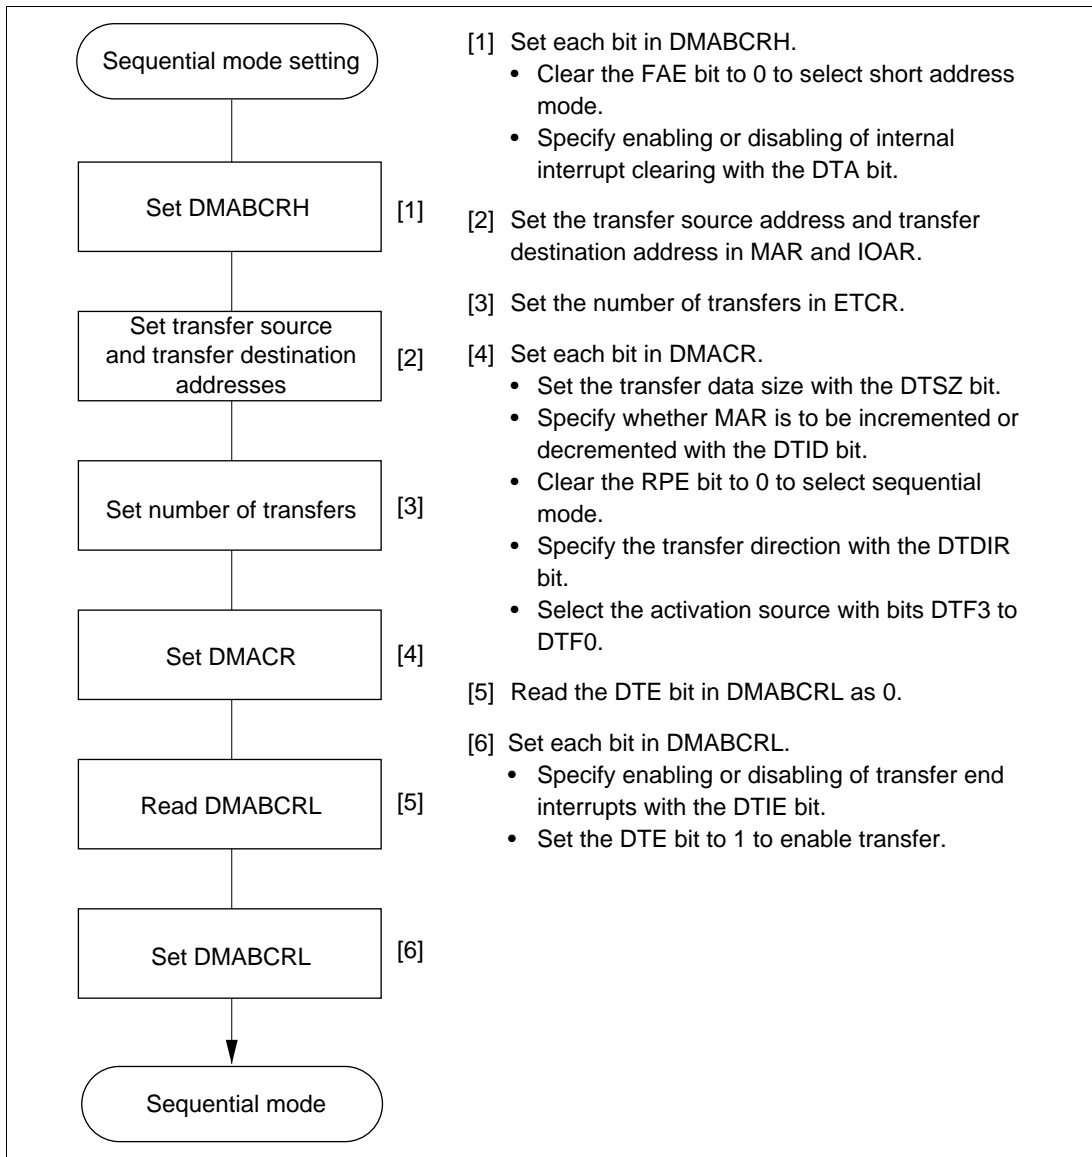 Sequential mode setting
Set DMABCRH
[1]
Set transfer source
and transfer destination
addresses
[2]
Set number of transfers
[3]
Set DMACR
[4]
Read DMABCRL
[5]
Set DMABCRL
[6]
Sequential mode
[1] Set each bit in DMABCRH.
• Clear the FAE bit to 0 to select short address
mode.
• Specify enabling or disabling of internal
interrupt clearing with the DTA bit.
[2] Set the transfer source address and transfer
destination address in MAR and IOAR.
[3] Set the number of transfers in ETCR.
[4] Set each bit in DMACR.
• Set the transfer data size with the DTSZ bit.
• Specify whether MAR is to be incremented or
decremented with the DTID bit.
• Clear the RPE bit to 0 to select sequential
mode.
• Specify the transfer direction with the DTDIR
bit.
• Select the activation source with bits DTF3 to
DTF0.
[5] Read the DTE bit in DMABCRL as 0.
[6] Set each bit in DMABCRL.
• Specify enabling or disabling of transfer end
interrupts with the DTIE bit.
• Set the DTE bit to 1 to enable transfer.